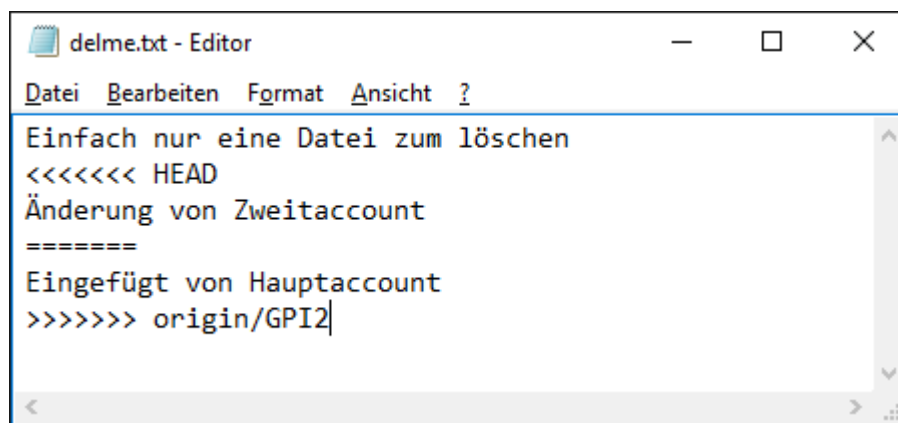 delme.txt - Editor
Datei Bearbeiten Format Ansicht ?
Einfach nur eine Datei zum löschen
<<<<<<< HEAD
Änderung von Zweitaccount
=======
Eingefügt von Hauptaccount
>>>>>>> origin/GPI2